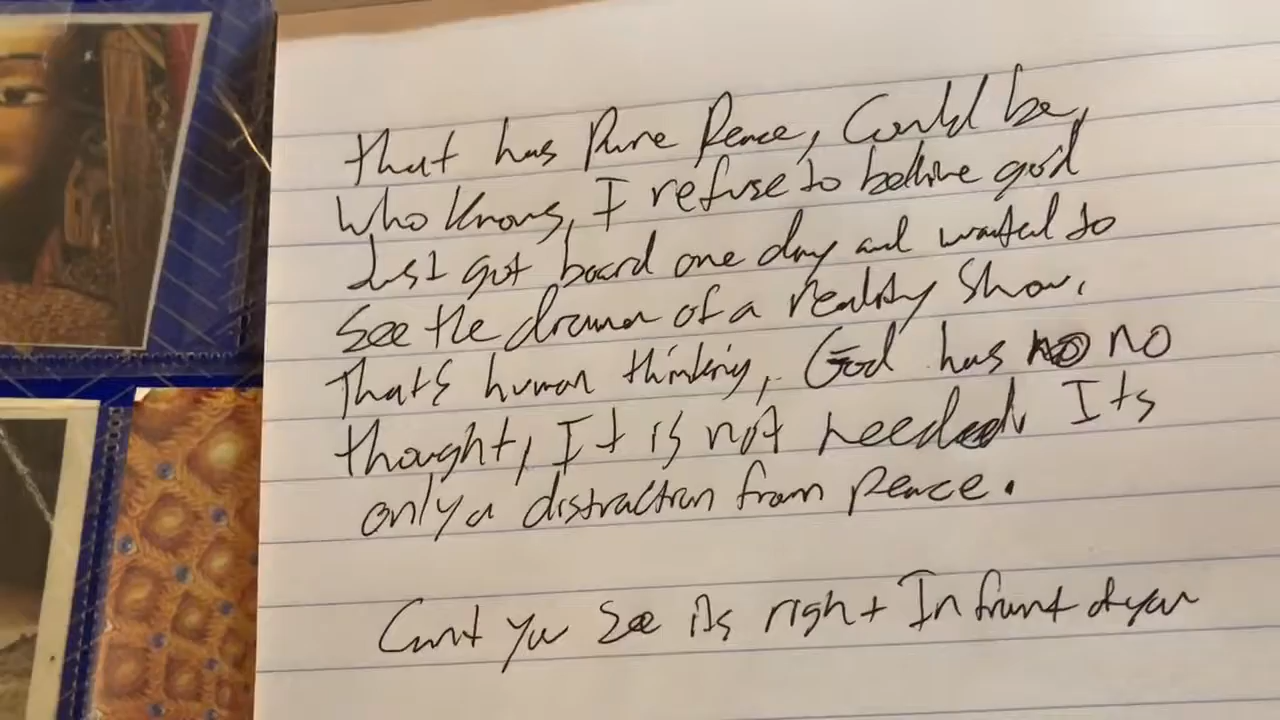 that has Pure Peace, Could be,
Who knows, I refuse to beliive god
Just got board one day and wanted to
See the drama of a reality Show.
That's human thinking, God has no no
thought, It is not needed. Its
only a distraction from peace.
Cant you see its right In front of you